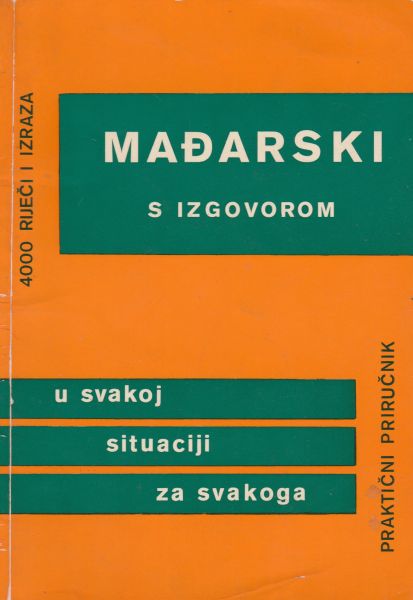 4000 RIJEČI I IZRAZA
MAĐARSKI
S IZGOVOROM
u svakoj
situaciji
za svakoga
PRAKTIČNI PRIRUČNIK